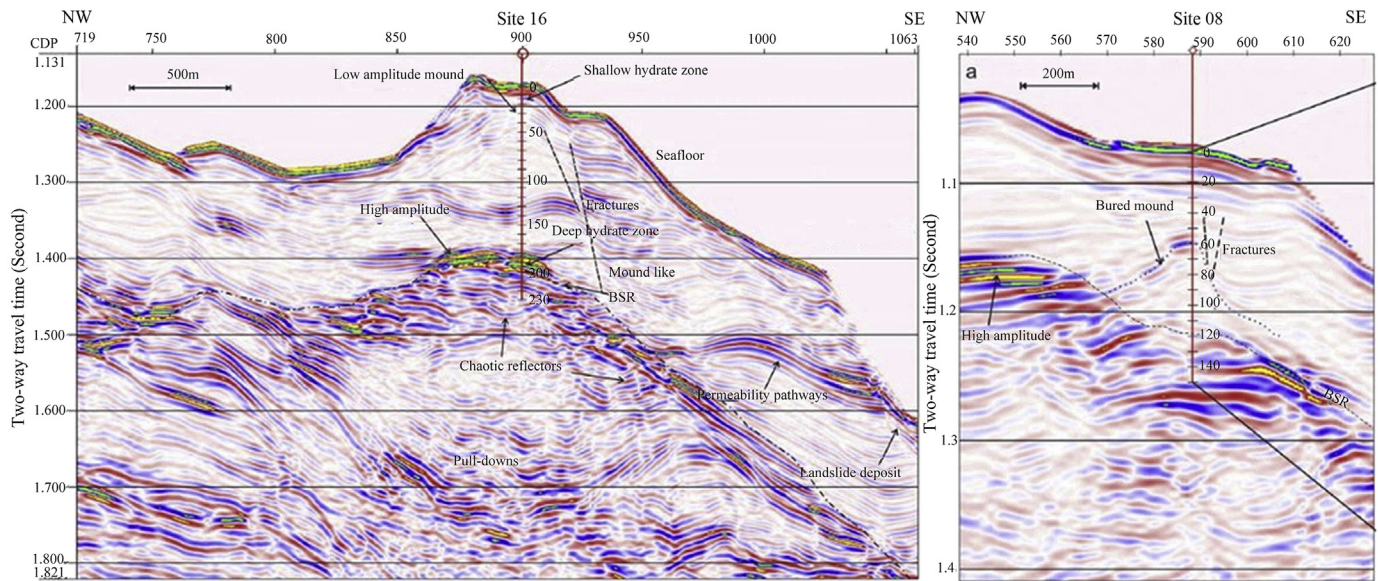 NW
Site 16
SE
CDP
719
750
800
850
900
950
1000
1063
1.131
1.200
1.300
1.400
1.500
1.600
1.700
1.800
1.821
Two-way travel time (Second)
500m
Low amplitude mound
Shallow hydrate zone
0
50
Seafloor
100
High amplitude
Fractures
150
Deep hydrate zone
Mound like
300
BSR
230
Chaotic reflectors
Permeability pathways
Pull-downs
Landslide deposit
NW
Site 08
SE
540
550
560
570
580
590
600
610
620
a
200m
0
1.1
20
Bured mound
40
60
Fractures
80
100
1.2
High amplitude
120
140
BSR
1.3
1.4
Two-way travel time (Second)